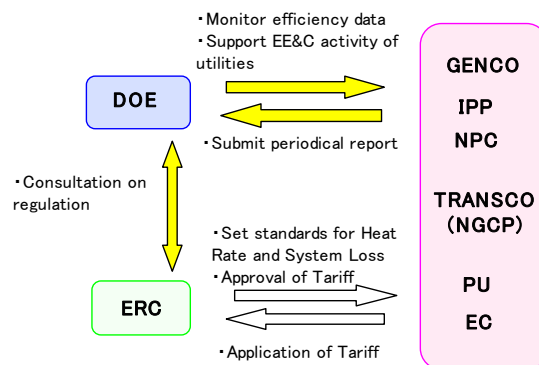 ・Monitor efficiency data
・Support EE&C activity of
utilities
GENCO
DOE
IPP
NPC
・Submit periodical report
・Consultation on
regulation
TRANSCO
(NGCP)
・Set standards for Heat
Rate and System Loss
・Approval of Tariff
PU
ERC
EC
・Application of Tariff